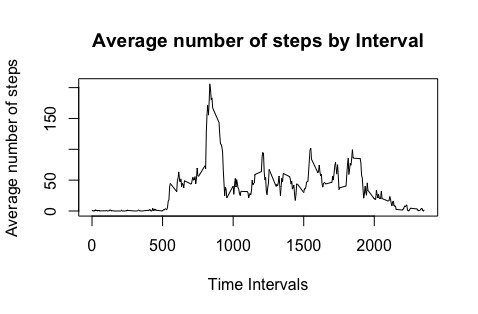 Average number of steps by Interval
Average number of steps
150
50
0
0 500 1000 1500 2000
Time Intervals